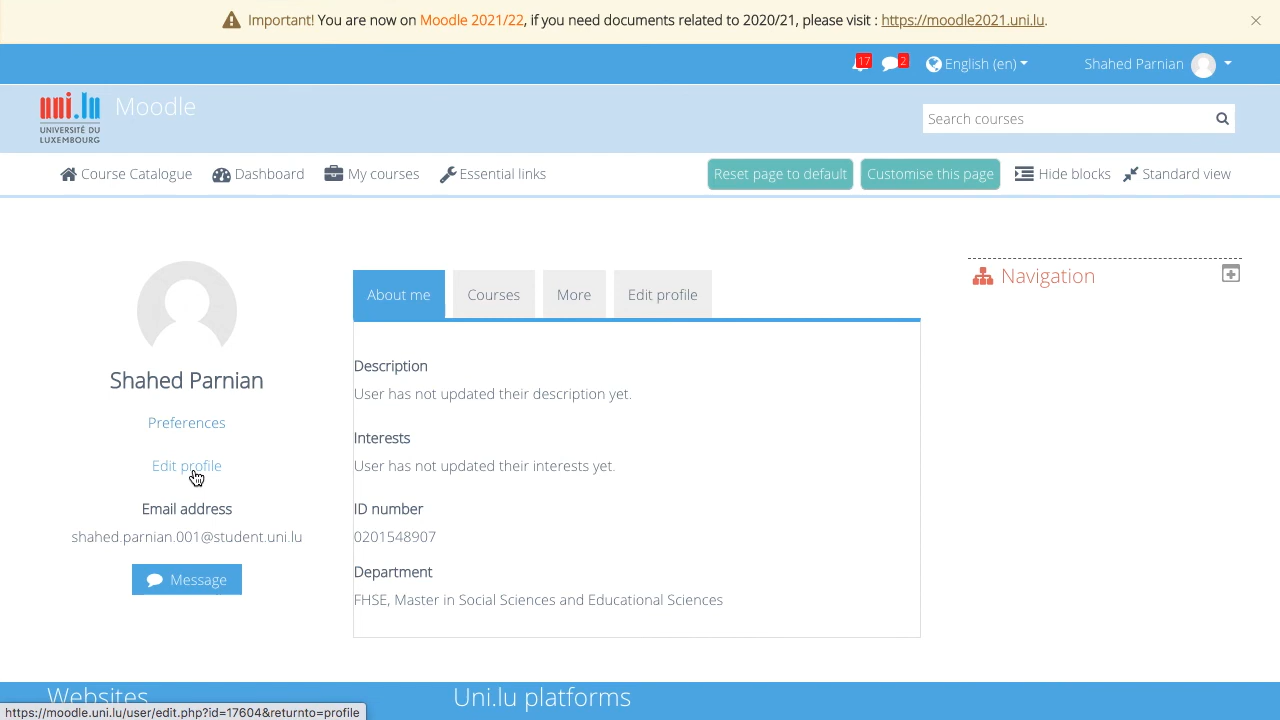 Important! You are now on Moodle 2021/22, if you need documents related to 2020/21, please visit : https://moodle2021.uni.lu.
17
2
English (en)
Shahed Parnian
uni.lu
UNIVERSITÉ DU
LUXEMBOURG
Moodle
Search courses
Course Catalogue
Dashboard
My courses
Essential links
Reset page to default
Customise this page
Hide blocks
Standard view
Shahed Parnian
Preferences
Edit profile
Email address
shahed.parnian.001@student.uni.lu
Message
About me
Courses
More
Edit profile
Description
User has not updated their description yet.
Interests
User has not updated their interests yet.
ID number
0201548907
Department
FHSE, Master in Social Sciences and Educational Sciences
Navigation
Websites
Uni.lu platforms
https://moodle.uni.lu/user/edit.php?id=17604&returnto=profile